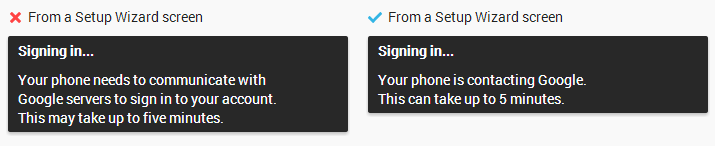 From a Setup Wizard screen
Signing in...
Your phone needs to communicate with
Google servers to sign in to your account.
This may take up to five minutes.
From a Setup Wizard screen
Signing in...
Your phone is contacting Google.
This can take up to 5 minutes.